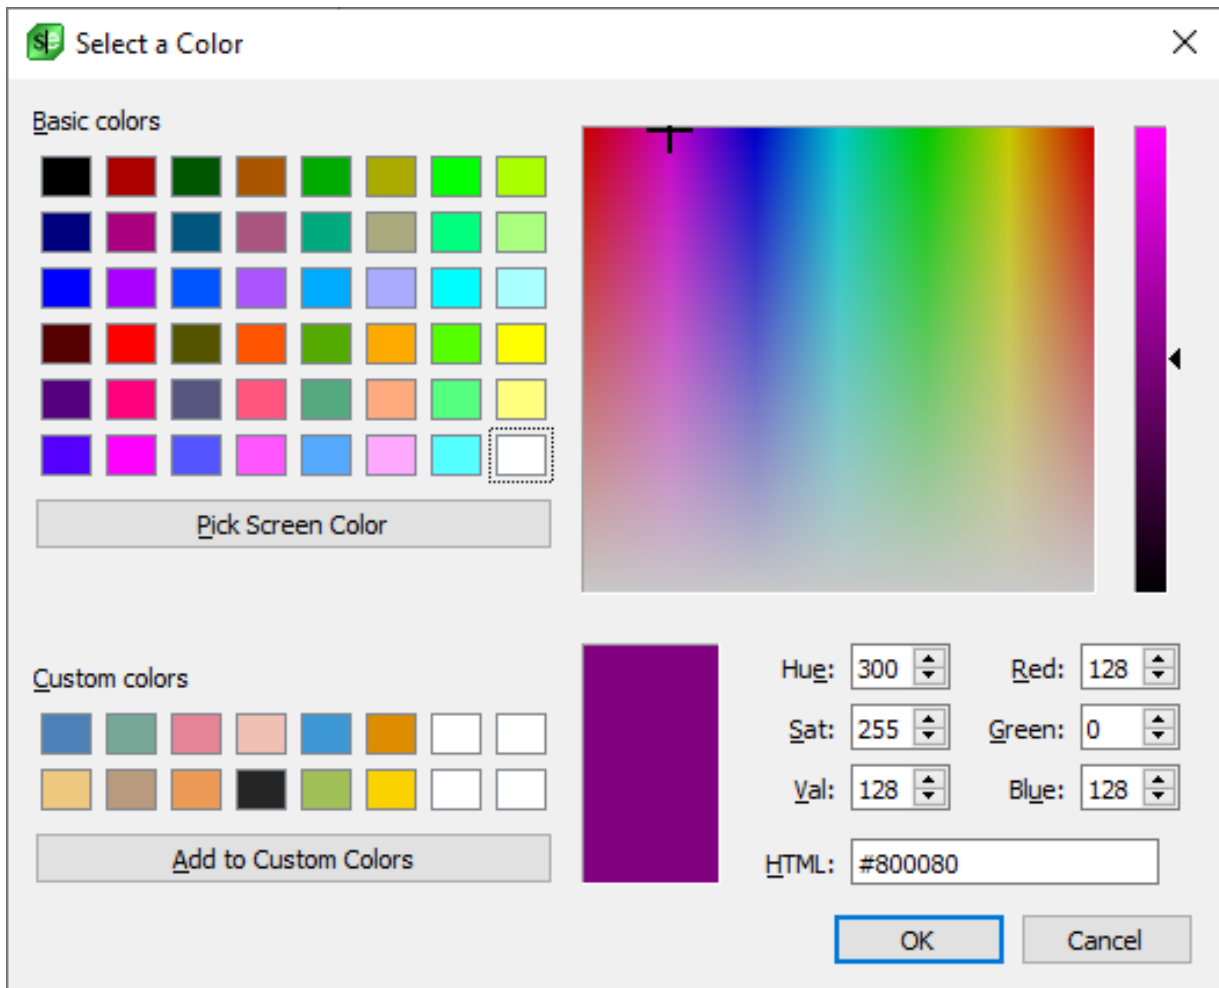 Select a Color
Basic colors
Pick Screen Color
Custom colors
Add to Custom Colors
Hue: 300 Red: 128
Sat: 255 Green: 0
Val: 128 Blue: 128
HTML: #800080
OK Cancel